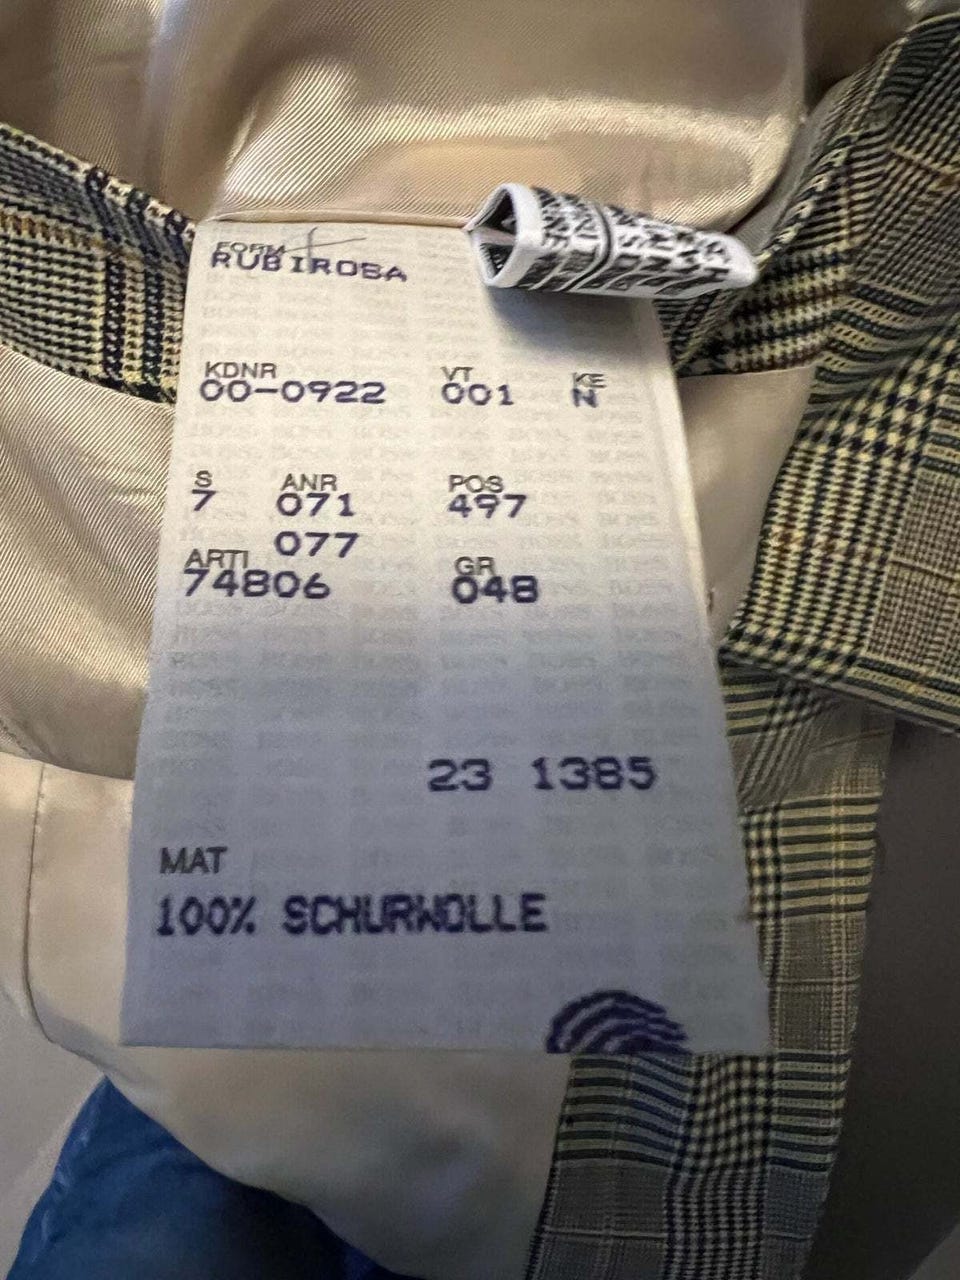 FORM
RUBIROSA
KDNR VT KE
00-0922 001 N
S ANR POS
7 071 497
077
ARTI GR
74806 048
23 1385
MAT
100% SCHURWOLLE